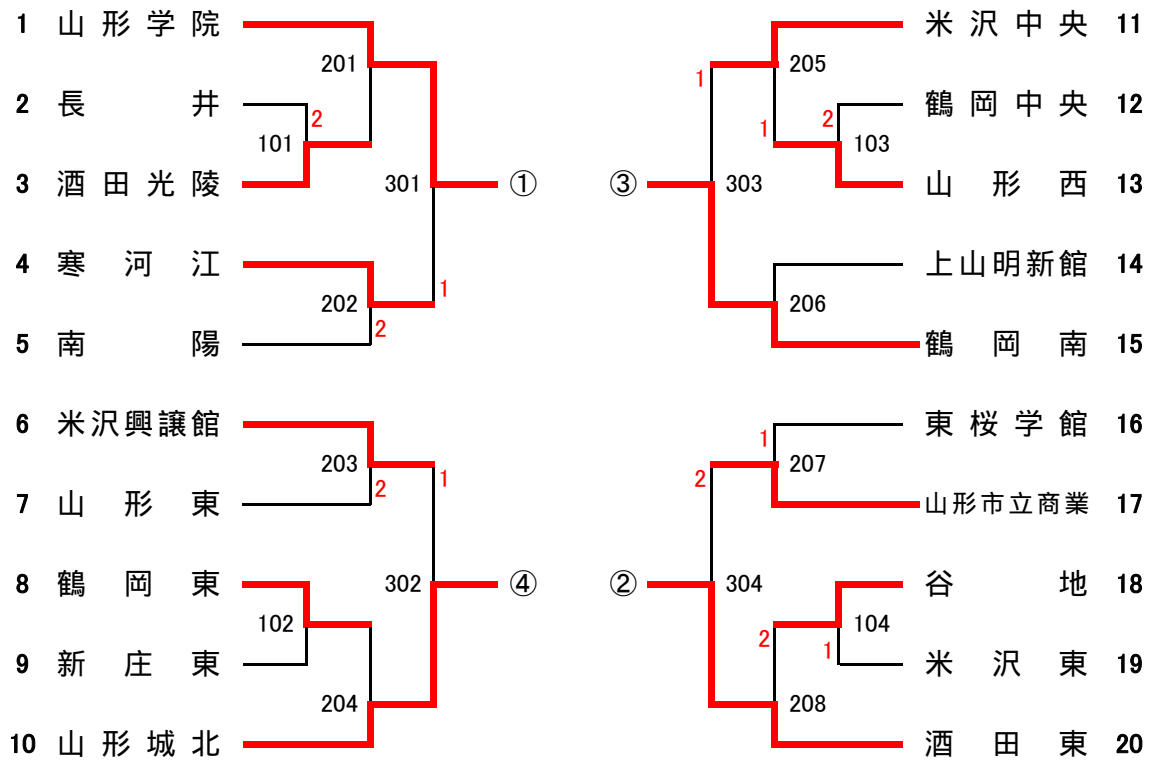 1 山形学院
201
2 長井
2
101
3 酒田光陵
301
①
4 寒河江
1
202
2
5 南陽
6 米沢興譲館
203
1
2
7 山形東
8 鶴岡東
302
④
102
9 新庄東
204
10 山形城北
米沢中央 11
1
205
鶴岡中央 12
2
1
103
③
303
山形西 13
上山明新館 14
206
鶴岡南 15
東桜学館 16
1
207
2
山形市立商業 17
②
304
谷地 18
104
2
1
米沢東 19
208
酒田東 20